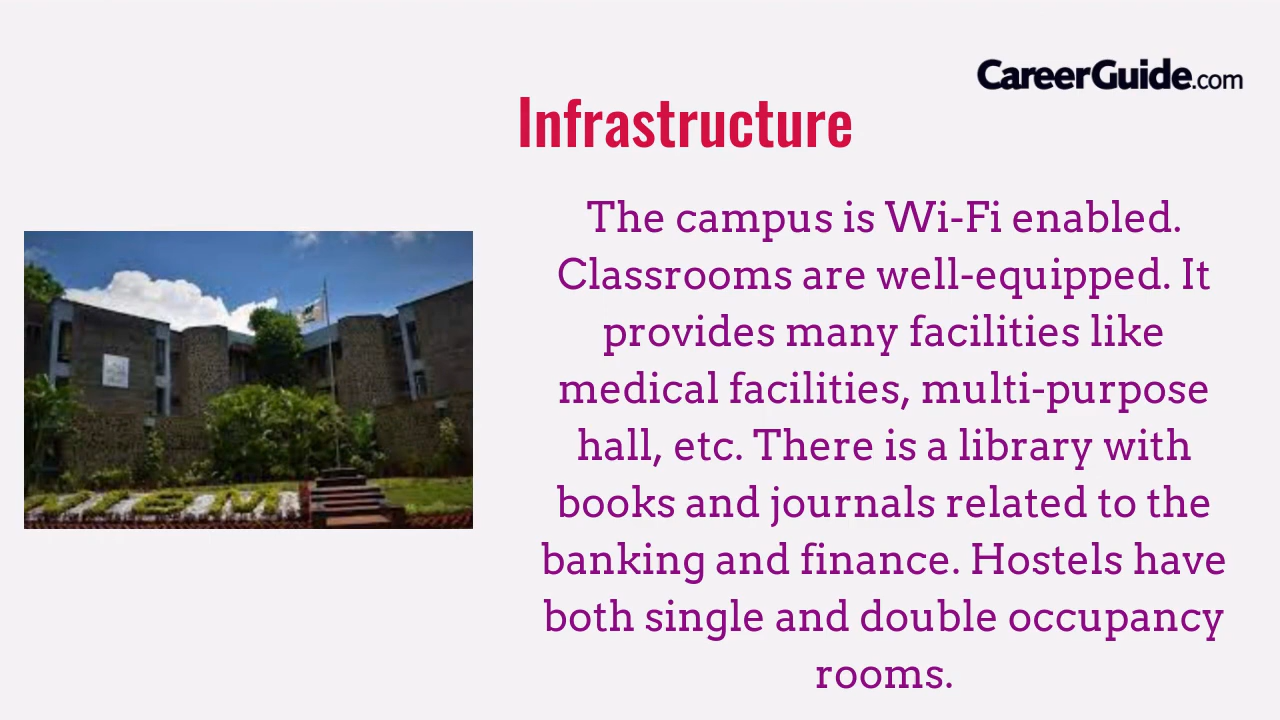 CareerGuide.com
Infrastructure
The campus is Wi-Fi enabled.
Classrooms are well-equipped. It
provides many facilities like
medical facilities, multi-purpose
hall, etc. There is a library with
books and journals related to the
banking and finance. Hostels have
both single and double occupancy
rooms.